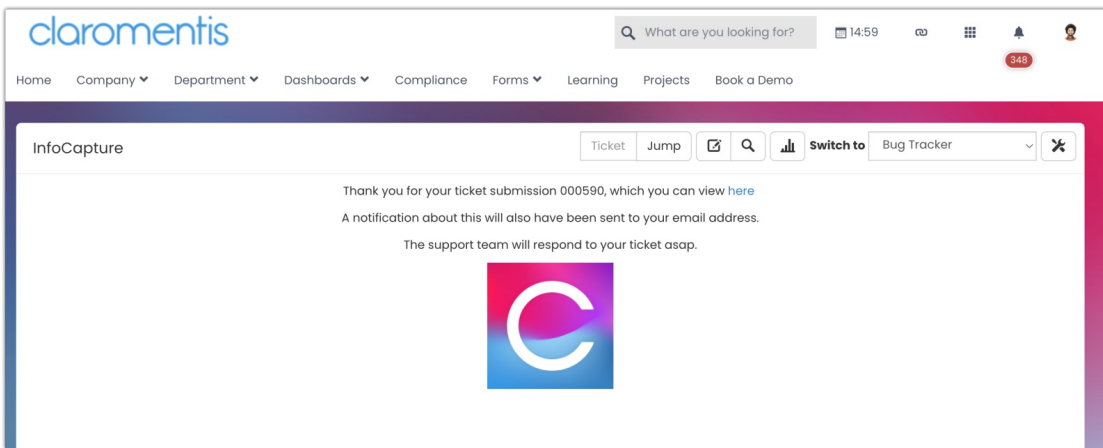 claromentis
What are you looking for?
14:59
348
Home Company Department Dashboards Compliance Forms Learning Projects Book a Demo
InfoCapture
Ticket Jump Switch to Bug Tracker
Thank you for your ticket submission 000590, which you can view here
A notification about this will also have been sent to your email address.
The support team will respond to your ticket asap.
C